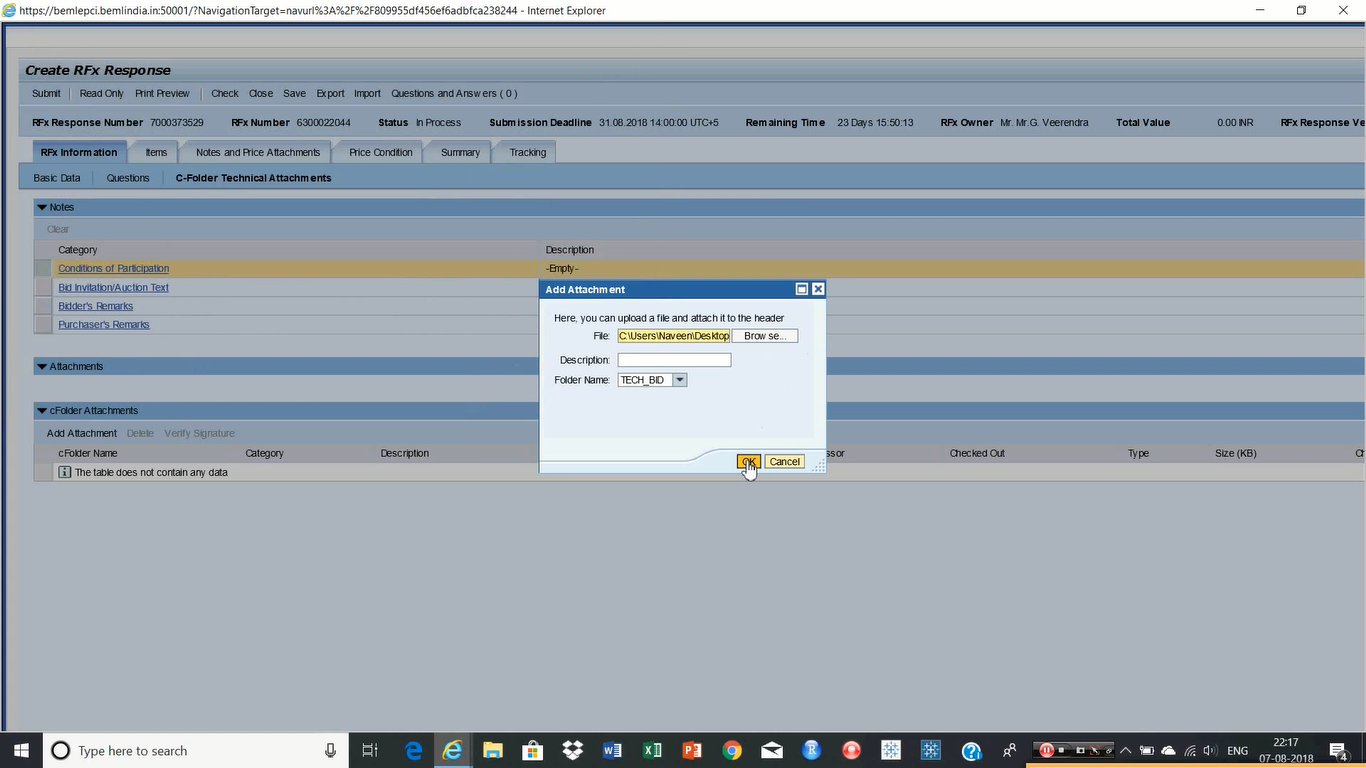 https://bemlepci.bemlindia.in:50001/?NavigationTarget=navurl%3A%2F%2F809955df456ef6adbfca238244 - Internet Explorer
Create RFx Response
Submit Read Only Print Preview Check Close Save Export Import Questions and Answers ( 0 )
RFx Response Number 7000373529 RFx Number 6300022044 Status In Process Submission Deadline 31.08.2018 14:00:00 UTC+5 Remaining Time 23 Days 15:50:13 RFx Owner Mr. Mr.G. Veerendra Total Value 0.00 INR RFx Response Ve
RFx Information Items Notes and Price Attachments Price Condition Summary Tracking
Basic Data Questions C-Folder Technical Attachments
Notes
Clear
Category Description
Conditions of Participation -Empty-
Bid Invitation/Auction Text
Bidder's Remarks
Purchaser's Remarks
Attachments
cFolder Attachments
Add Attachment Delete Verify Signature
cFolder Name Category Description ssor Checked Out Type Size (KB) Ch
The table does not contain any data
Add Attachment
Here, you can upload a file and attach it to the header
File: C:\Users\Naveen\Desktop Browse...
Description:
Folder Name: TECH_BID
OK Cancel
Type here to search
ENG
22:17
07-08-2018
4